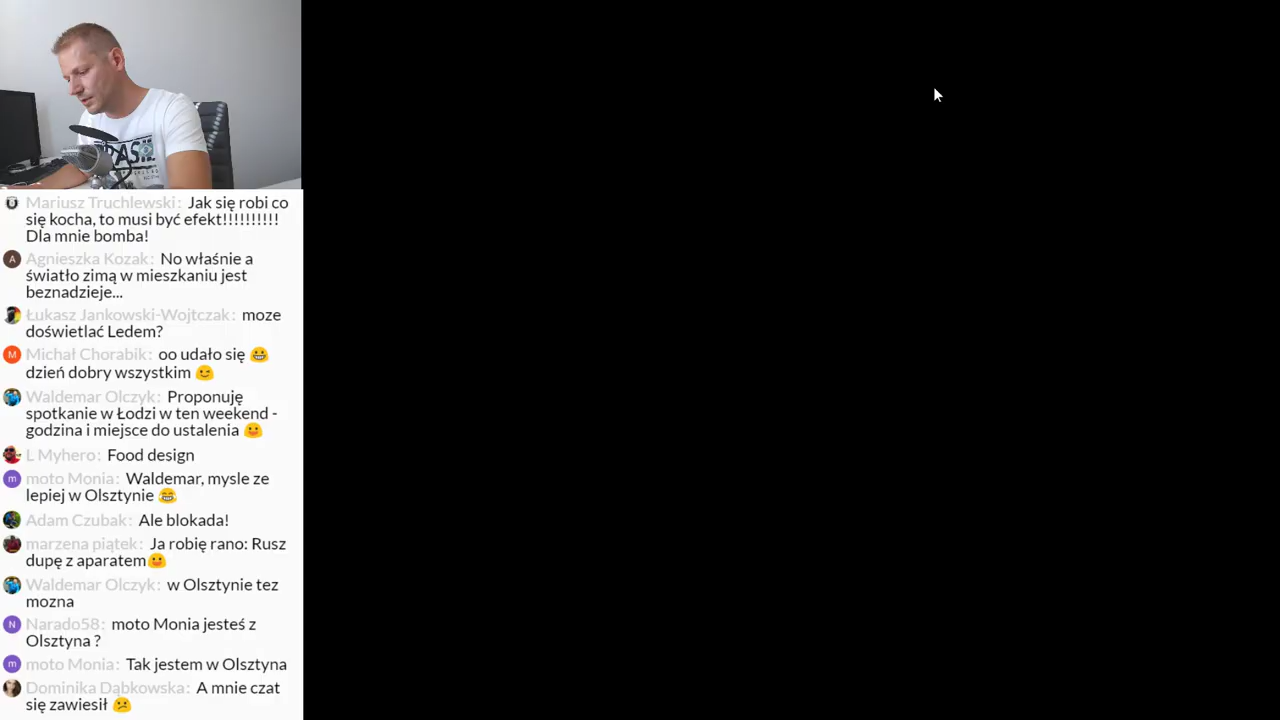 BRASIL
Mariusz Truchlewski: Jak się robi co
się kocha, to musi być efekt!!!!!!!!!!
Dla mnie bomba!
A Agnieszka Kozak: No właśnie a
światło zimą w mieszkaniu jest
beznadzieje...
Łukasz Jankowski-Wojtczak: moze
doświetlać Ledem?
M Michał Chorabik: oo udało się 😀
dzień dobry wszystkim 😉
Waldemar Olczyk: Proponuję
spotkanie w Łodzi w ten weekend -
godzina i miejsce do ustalenia 😛
L Myhero: Food design
m moto Monia: Waldemar, mysle ze
lepiej w Olsztynie 😂
Adam Czubak: Ale blokada!
marzena piątek: Ja robię rano: Rusz
dupę z aparatem😛
Waldemar Olczyk: w Olsztynie tez
mozna
N Narado58: moto Monia jesteś z
Olsztyna ?
m moto Monia: Tak jestem w Olsztyna
Dominika Dąbkowska: A mnie czat
się zawiesił 😕